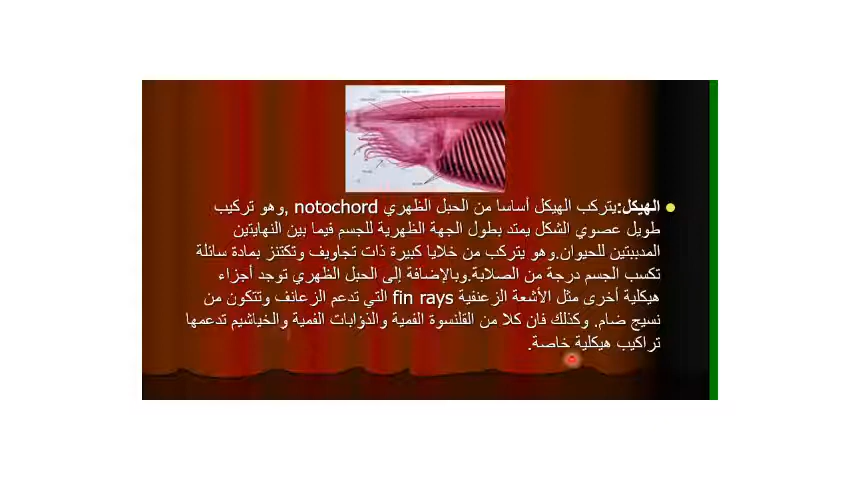 الهيكل:يتركب الهيكل أساسا من الحبل الظهري notochord ,وهو تركيب
طويل عصوي الشكل يمتد بطول الجهة الظهرية للجسم فيما بين النهايتين
المدببتين للحيوان.وهو يتركب من خلايا كبيرة ذات تجاويف وتكتنز بمادة سائلة
تكسب الجسم درجة من الصلابة.وبالإضافة إلى الحبل الظهري توجد أجزاء
هيكلية أخرى مثل الأشعة الزعنفية fin rays التي تدعم الزعانف وتتكون من
نسيج ضام. وكذلك فان كلا من القلنسوة الفمية والذؤابات الفمية والخياشيم تدعمها
تراكيب هيكلية خاصة.